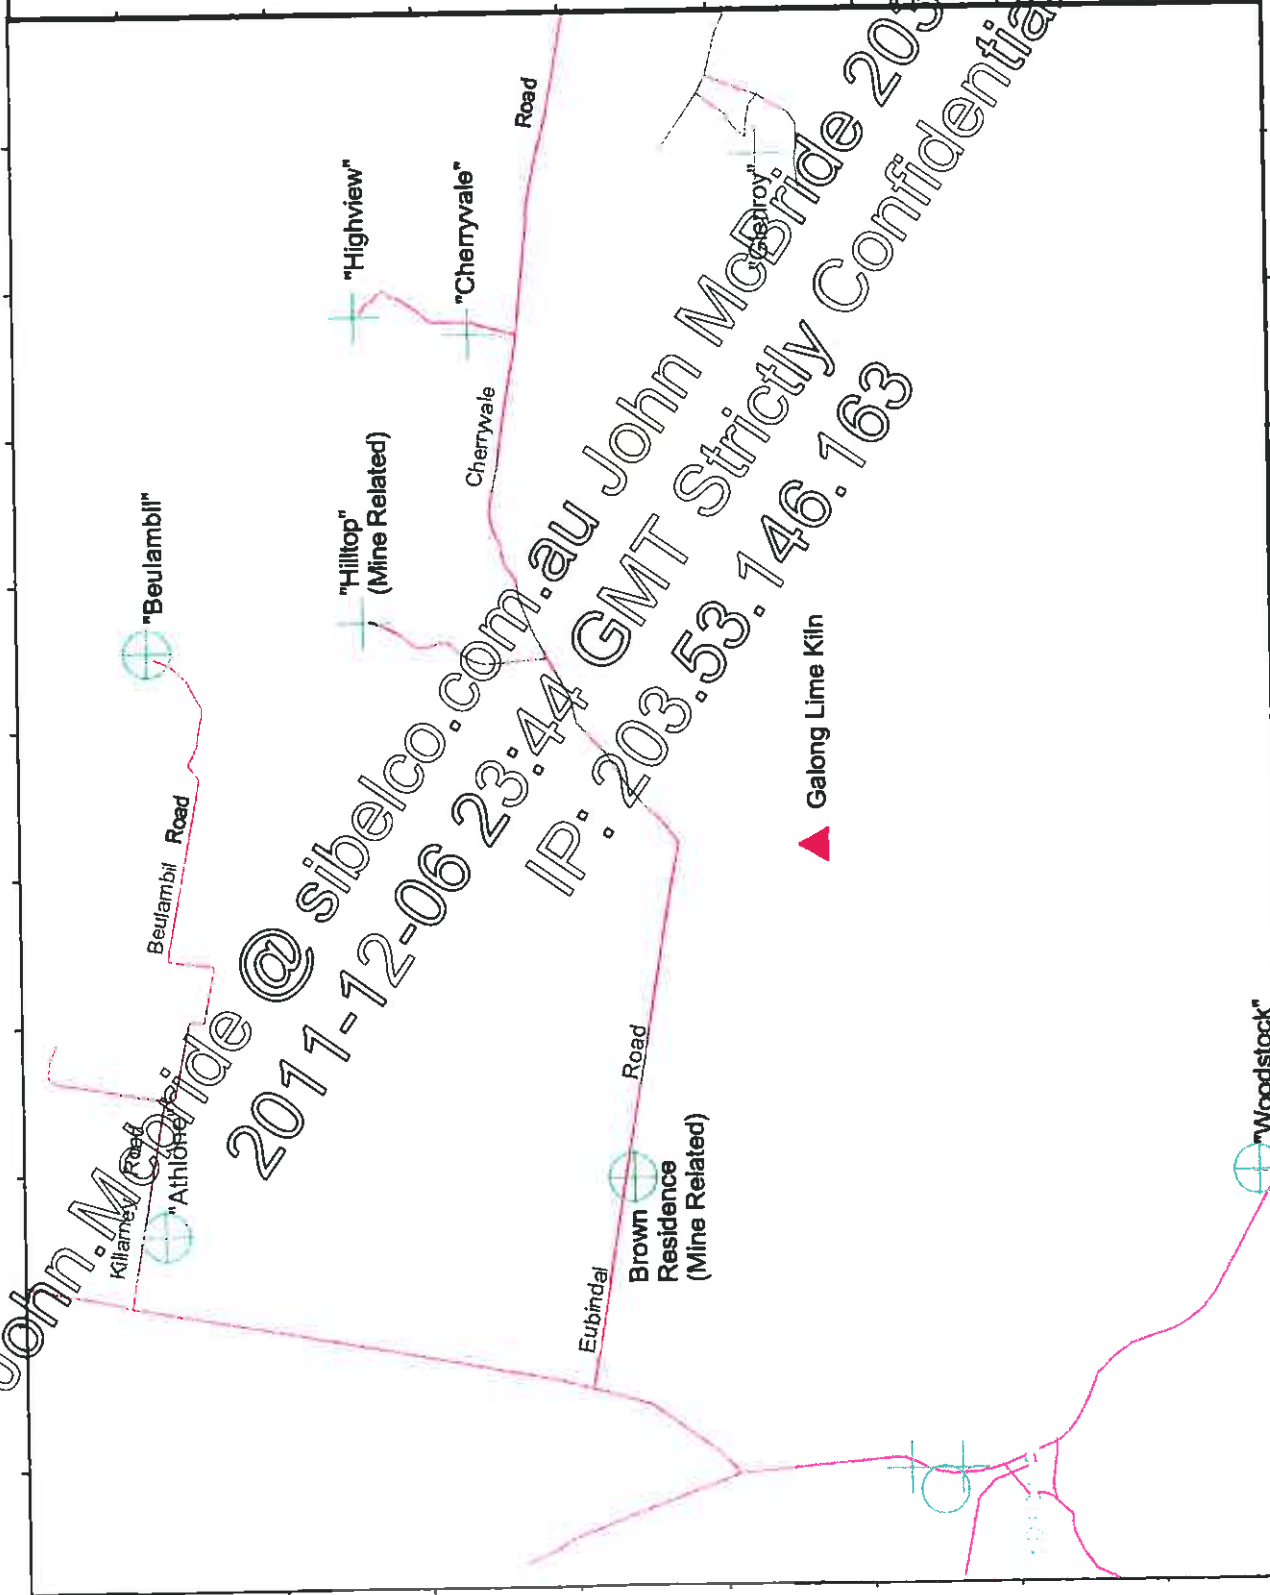 "Highview"
"Cherryvale"
Cherryvale Road
"Hilltop"
(Mine Related)
"Beulambil"
Beulambil Road
Killarney Road
"Athlone"
"Glenroy"
Galong Lime Kiln
Eubindal Road
Brown
Residence
(Mine Related)
"Woodstock"
John.Mcbride @ sibelco.com.au John McBride 203
2011-12-06 23:44 GMT Strictly Confidential
IP: 203.53.146.163